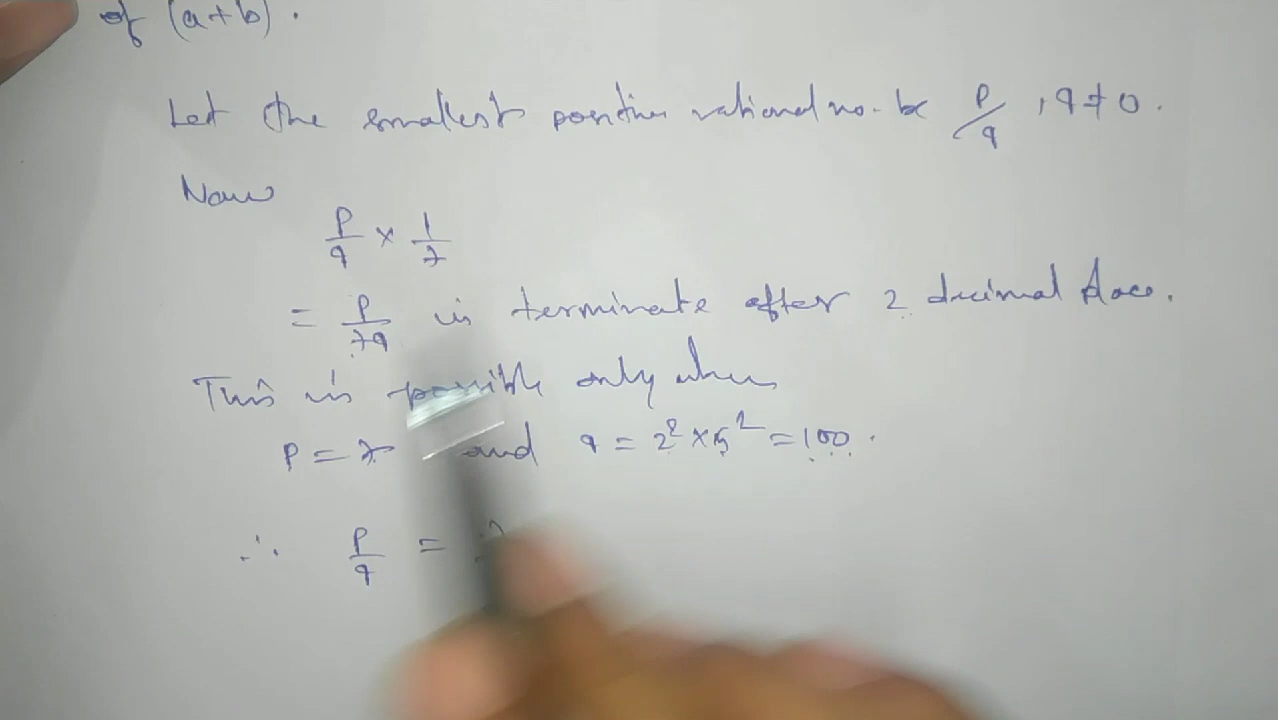 of (a+b).
Let the smallest positive rational no. be p/q, q≠0.
Now
p/q × 1/7
= p/7q is terminate after 2 decimal place.
This is possible only when
p = 7 and q = 2² × 5² = 100.
∴ p/q =